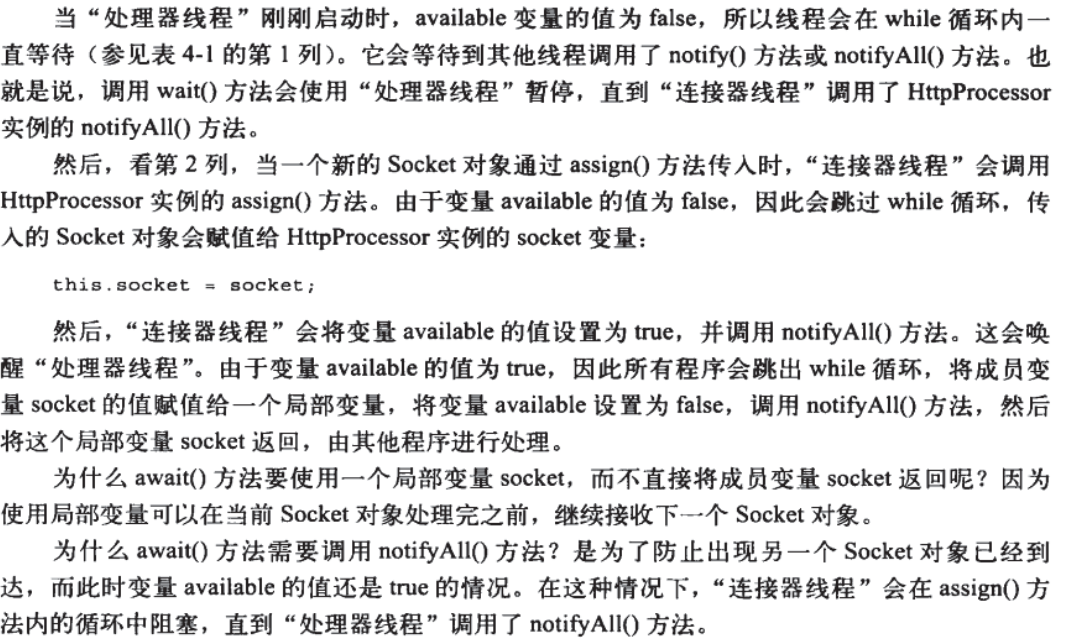 当“处理器线程”刚刚启动时，available 变量的值为 false，所以线程会在 while 循环内一
直等待（参见表 4-1 的第 1 列）。它会等待到其他线程调用了 notify() 方法或 notifyAll() 方法。也
就是说，调用 wait() 方法会使用“处理器线程”暂停，直到“连接器线程”调用了 HttpProcessor
实例的 notifyAll() 方法。
然后，看第 2 列，当一个新的 Socket 对象通过 assign() 方法传入时，“连接器线程”会调用
HttpProcessor 实例的 assign() 方法。由于变量 available 的值为 false，因此会跳过 while 循环，传
入的 Socket 对象会赋值给 HttpProcessor 实例的 socket 变量：
this.socket = socket;
然后，“连接器线程”会将变量 available 的值设置为 true，并调用 notifyAll() 方法。这会唤
醒“处理器线程”。由于变量 available 的值为 true，因此所有程序会跳出 while 循环，将成员变
量 socket 的值赋值给一个局部变量，将变量 available 设置为 false，调用 notifyAll() 方法，然后
将这个局部变量 socket 返回，由其他程序进行处理。
为什么 await() 方法要使用一个局部变量 socket，而不直接将成员变量 socket 返回呢？因为
使用局部变量可以在当前 Socket 对象处理完之前，继续接收下一个 Socket 对象。
为什么 await() 方法需要调用 notifyAll() 方法？是为了防止出现另一个 Socket 对象已经到
达，而此时变量 available 的值还是 true 的情况。在这种情况下，“连接器线程”会在 assign() 方
法内的循环中阻塞，直到“处理器线程”调用了 notifyAll() 方法。